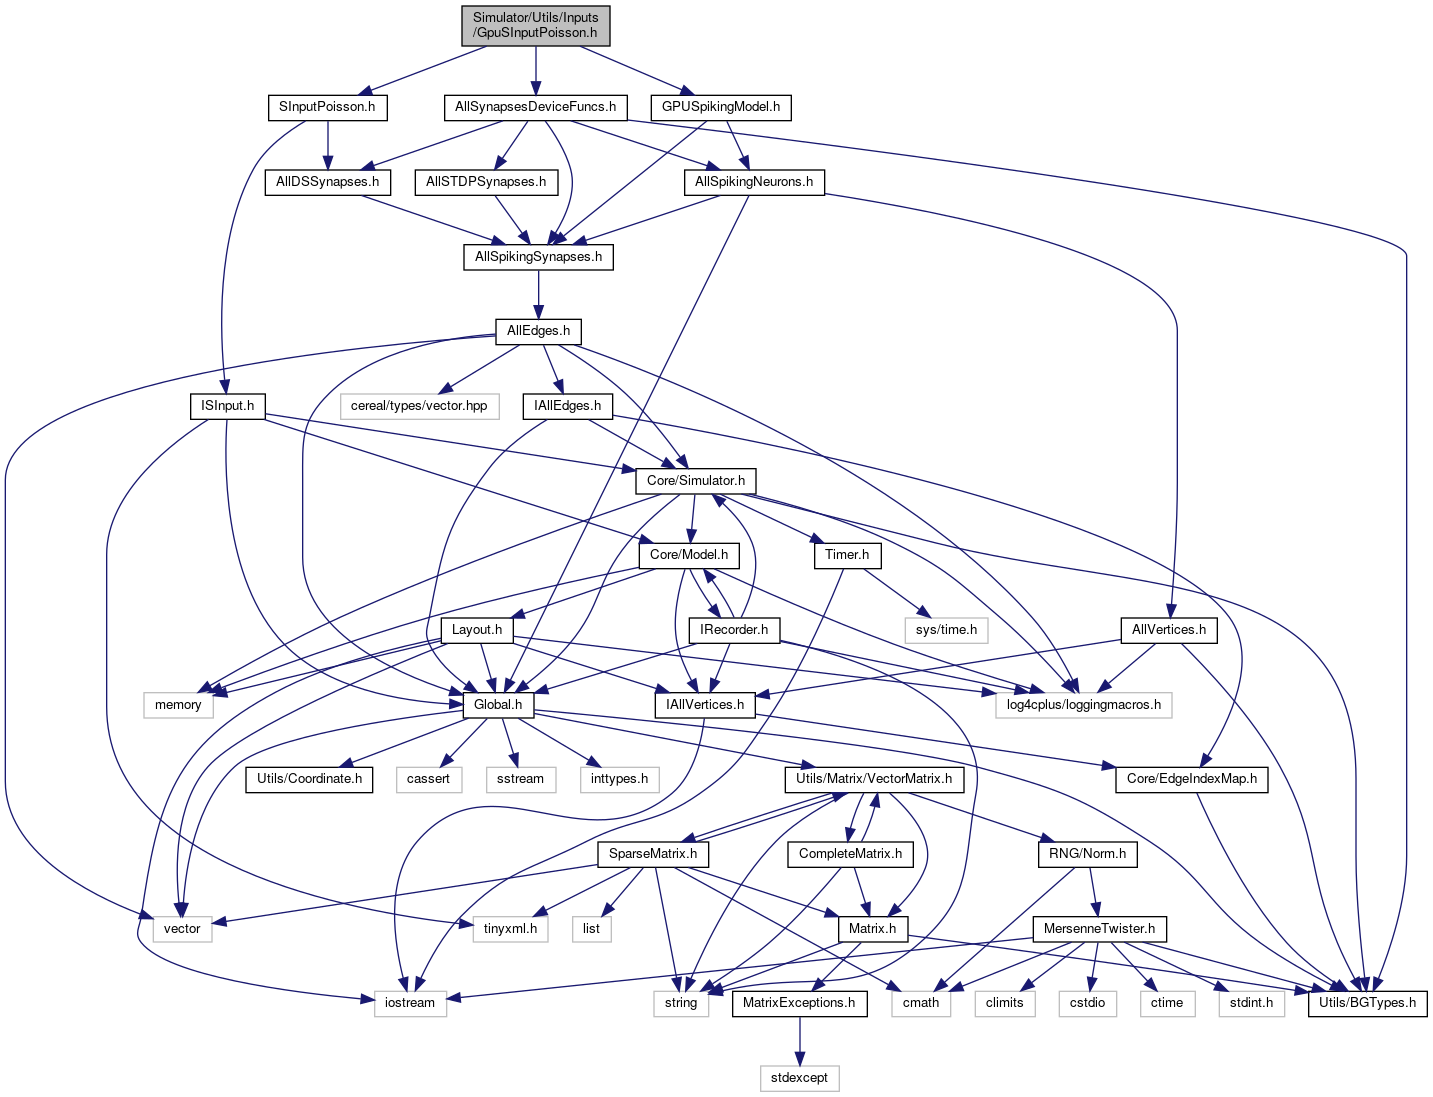 Simulator/Utils/Inputs
/GpuSInputPoisson.h
SInputPoisson.h
AllSynapsesDeviceFuncs.h
GPUSpikingModel.h
AllDSSynapses.h
AllSTDPSynapses.h
AllSpikingNeurons.h
AllSpikingSynapses.h
AllEdges.h
ISInput.h
cereal/types/vector.hpp
IAllEdges.h
Core/Simulator.h
Core/Model.h
Timer.h
Layout.h
IRecorder.h
sys/time.h
AllVertices.h
memory
Global.h
IAllVertices.h
log4cplus/loggingmacros.h
Utils/Coordinate.h
cassert
sstream
inttypes.h
Utils/Matrix/VectorMatrix.h
Core/EdgeIndexMap.h
SparseMatrix.h
CompleteMatrix.h
RNG/Norm.h
vector
tinyxml.h
list
Matrix.h
MersenneTwister.h
iostream
string
MatrixExceptions.h
cmath
climits
cstdio
ctime
stdint.h
Utils/BGTypes.h
stdexcept